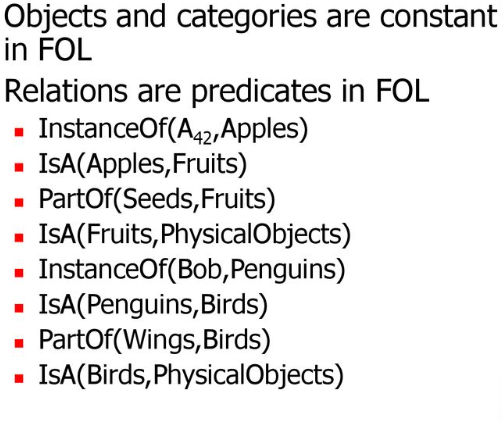 Objects and categories are constant
in FOL
Relations are predicates in FOL
InstanceOf(A42,Apples)
IsA(Apples,Fruits)
PartOf(Seeds,Fruits)
IsA(Fruits,PhysicalObjects)
InstanceOf(Bob,Penguins)
IsA(Penguins,Birds)
PartOf(Wings,Birds)
IsA(Birds,PhysicalObjects)